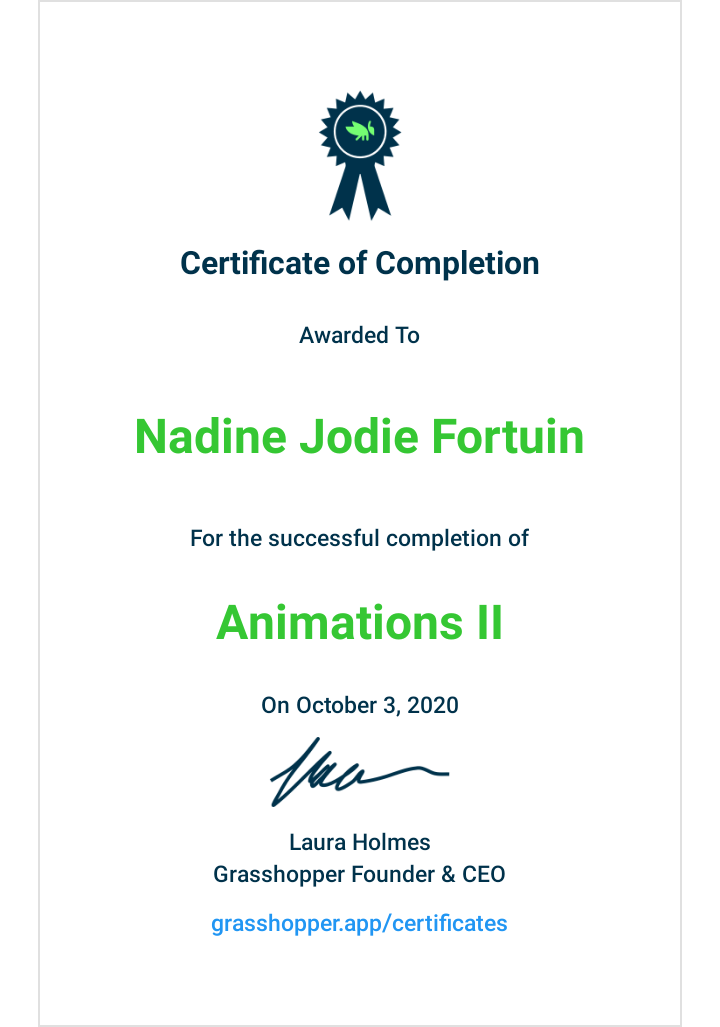 Certificate of Completion
Awarded To
Nadine Jodie Fortuin
For the successful completion of
Animations II
On October 3, 2020
Laura Holmes
Grasshopper Founder & CEO
grasshopper.app/certificates